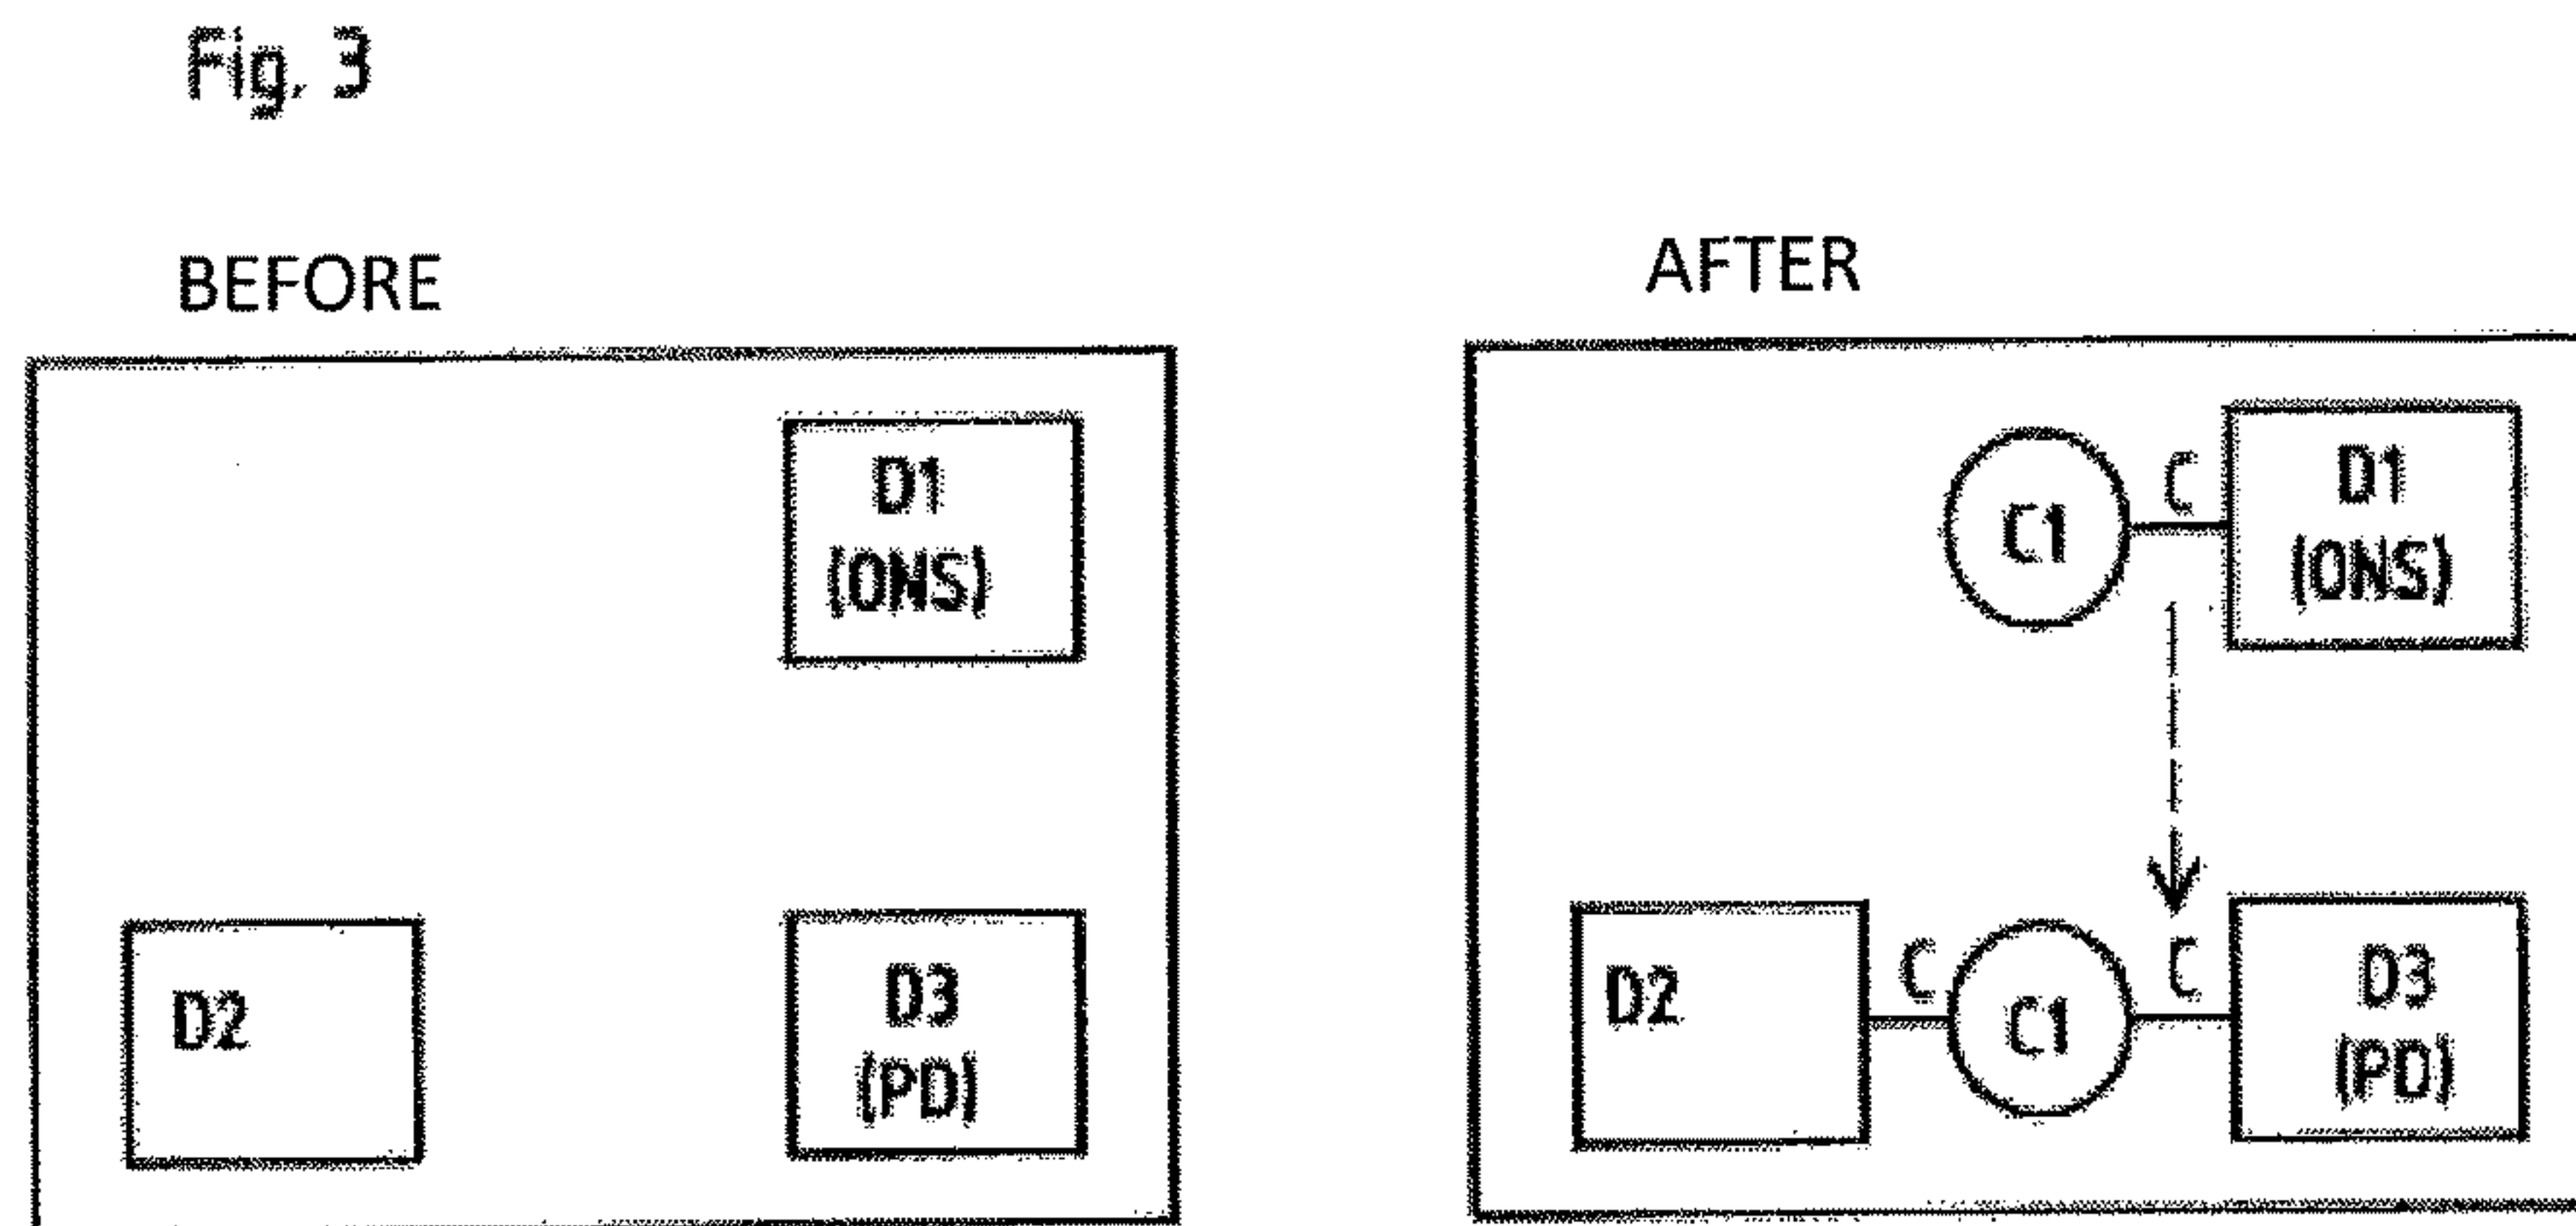 Fig. 3
BEFORE
D1
(ONS)
D2
D3
(PD)
AFTER
C1
C
D1
(ONS)
D2
C
C1
C
D3
(PD)